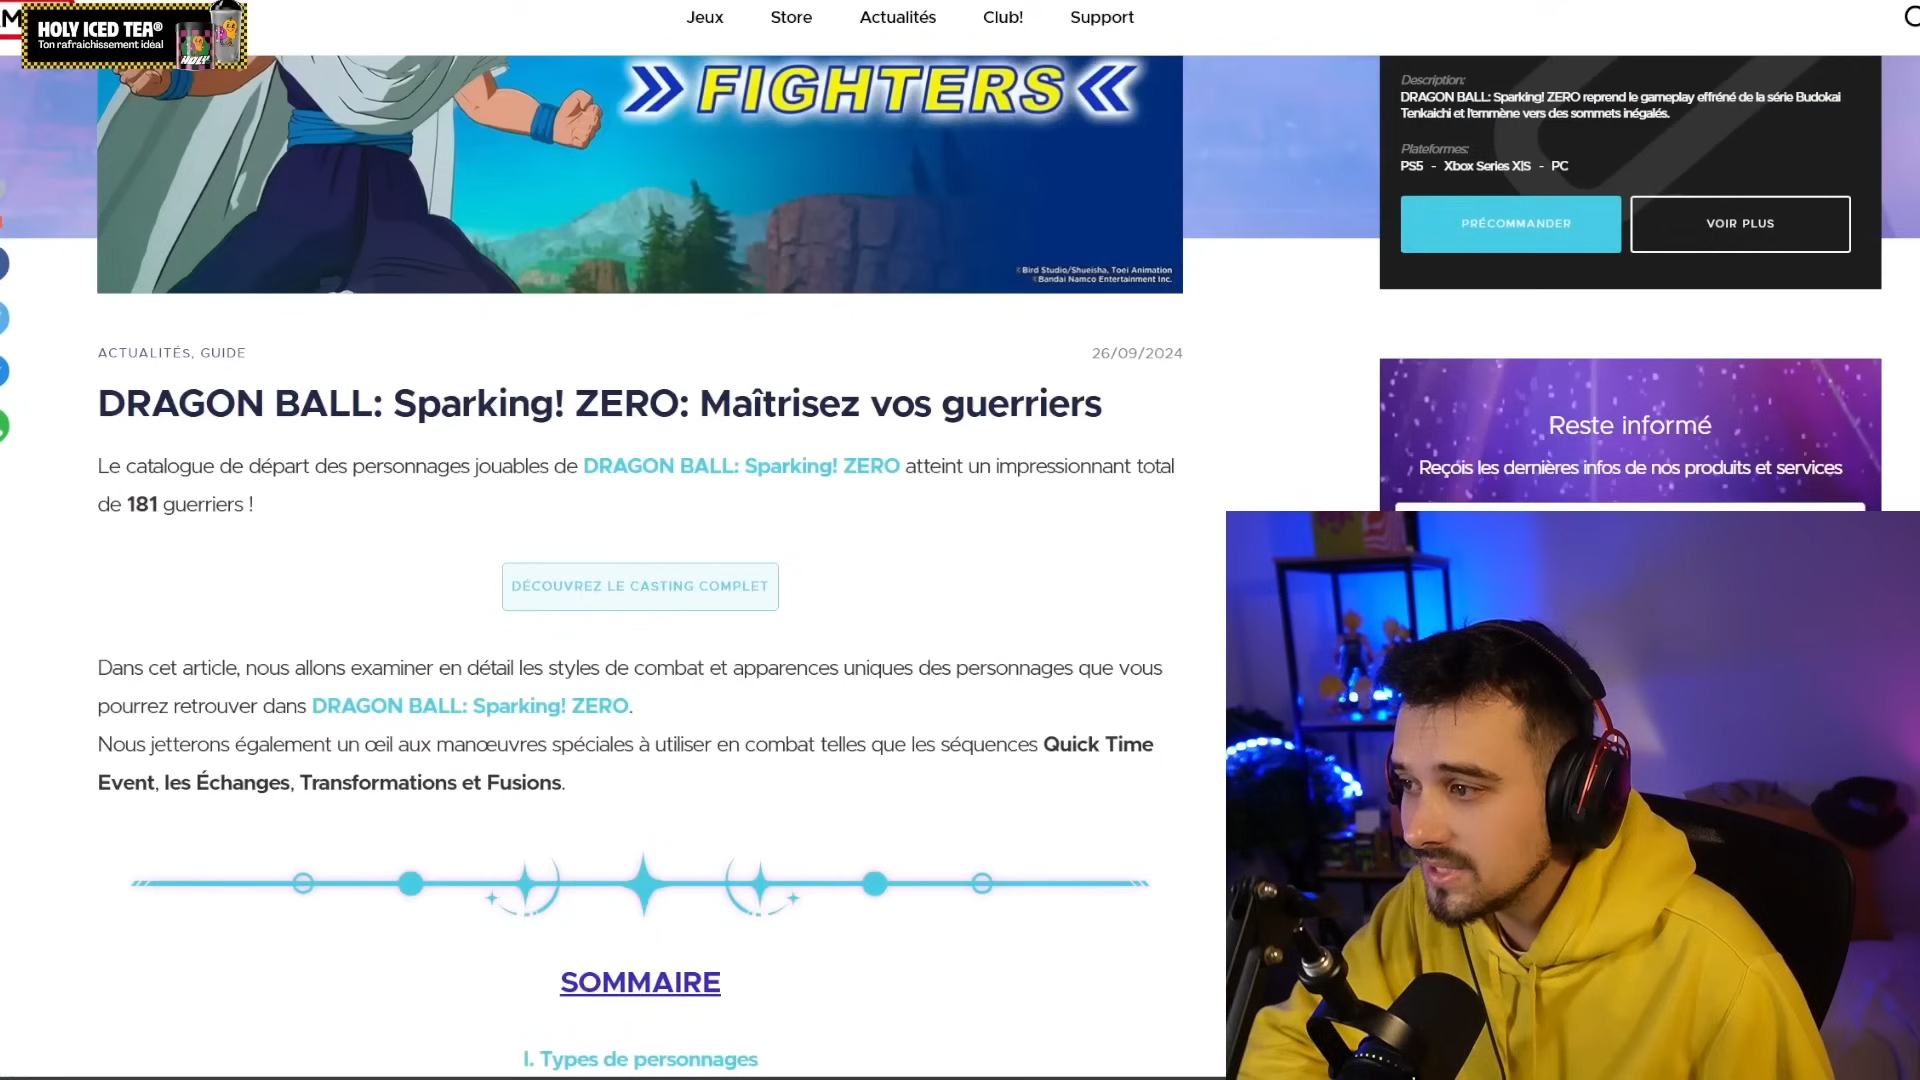 HOLY ICED TEA®
Ton rafraichissement idéal
HOLY
Jeux
Store
Actualités
Club!
Support
FIGHTERS
©Bird Studio/Shueisha, Toei Animation
©Bandai Namco Entertainment Inc.
Description:
DRAGON BALL: Sparking! ZERO reprend le gameplay effréné de la série Budokai
Tenkaichi et l'emmène vers des sommets inégalés.
Plateformes:
PS5 - Xbox Series X|S - PC
PRÉCOMMANDER
VOIR PLUS
ACTUALITÉS, GUIDE
26/09/2024
DRAGON BALL: Sparking! ZERO: Maîtrisez vos guerriers
Le catalogue de départ des personnages jouables de DRAGON BALL: Sparking! ZERO atteint un impressionnant total
de 181 guerriers !
DÉCOUVREZ LE CASTING COMPLET
Dans cet article, nous allons examiner en détail les styles de combat et apparences uniques des personnages que vous
pourrez retrouver dans DRAGON BALL: Sparking! ZERO.
Nous jetterons également un œil aux manœuvres spéciales à utiliser en combat telles que les séquences Quick Time
Event, les Échanges, Transformations et Fusions.
SOMMAIRE
I. Types de personnages
Reste informé
Reçois les dernières infos de nos produits et services